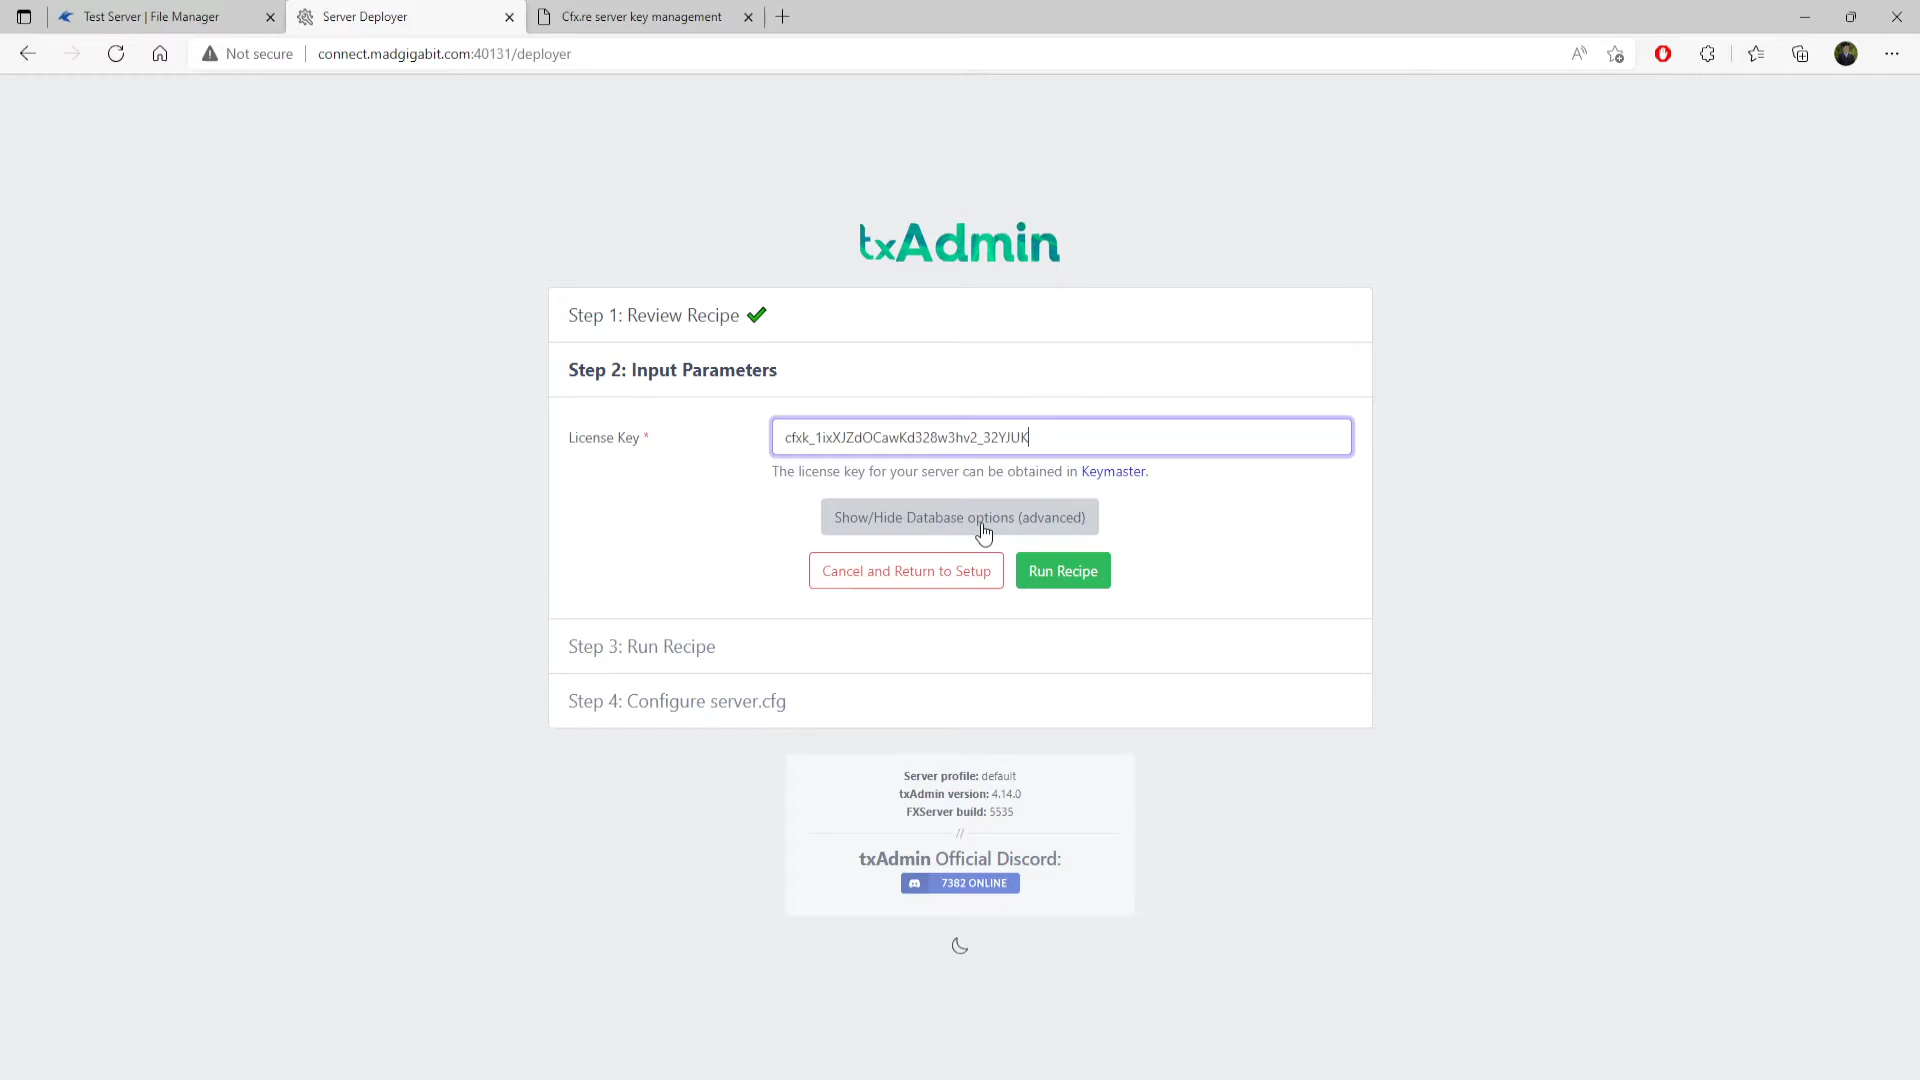 Test Server | File Manager
Server Deployer
Cfx.re server key management
Not secure
connect.madgigabit.com:40131/deployer
txAdmin
Step 1: Review Recipe
Step 2: Input Parameters
License Key *
cfxk_1ixXJZdOCawKd328w3hv2_32YJUK
The license key for your server can be obtained in Keymaster.
Show/Hide Database options (advanced)
Cancel and Return to Setup
Run Recipe
Step 3: Run Recipe
Step 4: Configure server.cfg
Server profile: default
txAdmin version: 4.14.0
FXServer build: 5535
//
txAdmin Official Discord:
7382 ONLINE